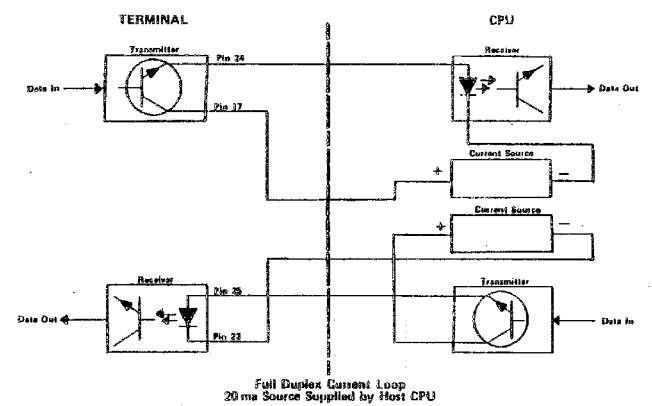 TERMINAL
CPU
Transmitter
Receiver
Pin 24
Data In
Data Out
Pin 17
Current Source
+
−
Current Source
+
−
Receiver
Pin 25
Transmitter
Data Out
Data In
Pin 23
Full Duplex Current Loop
20 ma Source Supplied by Host CPU